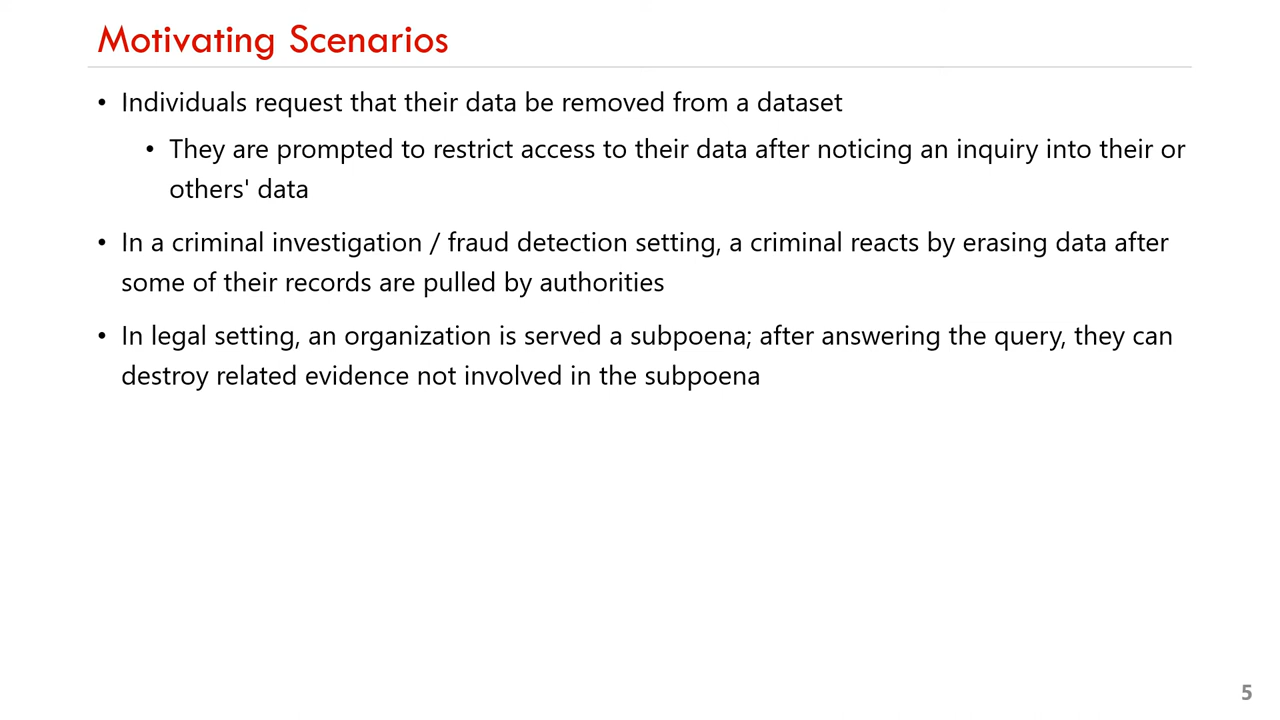 Motivating Scenarios
• Individuals request that their data be removed from a dataset
• They are prompted to restrict access to their data after noticing an inquiry into their or
others' data
• In a criminal investigation / fraud detection setting, a criminal reacts by erasing data after
some of their records are pulled by authorities
• In legal setting, an organization is served a subpoena; after answering the query, they can
destroy related evidence not involved in the subpoena
5